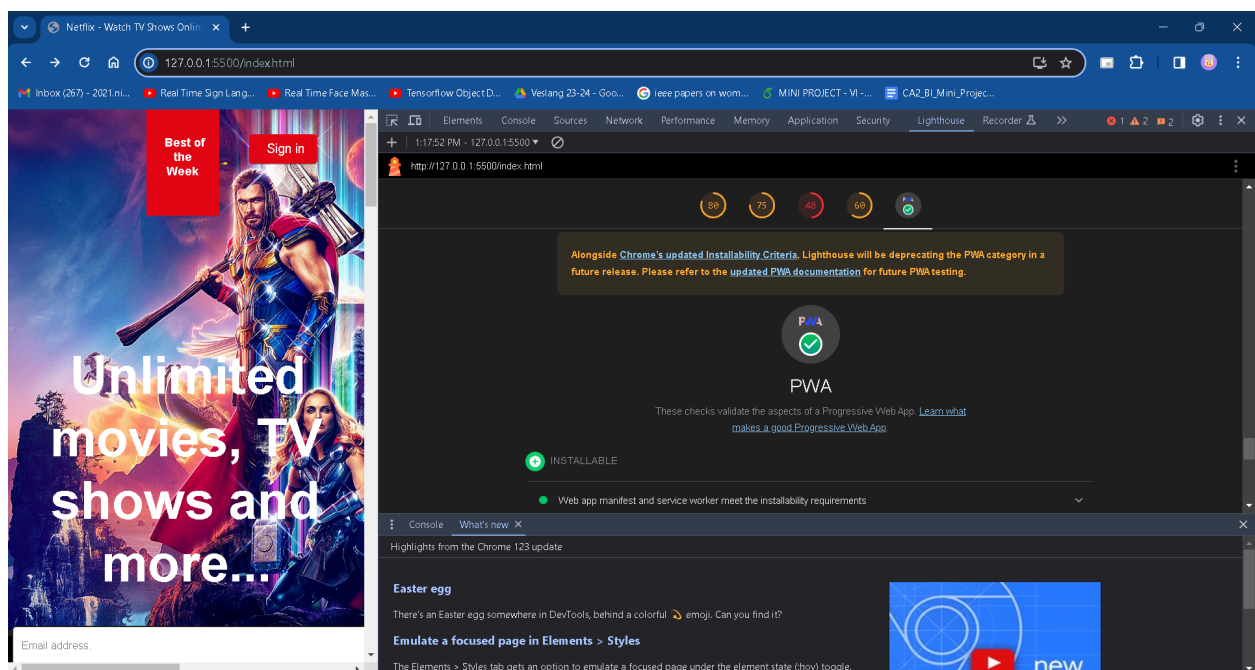 Netflix - Watch TV Shows Onlin
127.0.0.1:5500/index.html
Inbox (267) - 2021.ni...
Real Time Sign Lang...
Real Time Face Mas...
Tensorflow Object D...
Veslang 23-24 - Goo...
ieee papers on wom...
MINI PROJECT - VI -...
CA2_BI_Mini_Projec...
Best of
the
Week
Sign in
Unlimited
movies, TV
shows and
more...
Email address.
Elements Console Sources Network Performance Memory Application Security Lighthouse Recorder
1 2 2
1:17:52 PM - 127.0.0.1:5500
http://127.0.0.1:5500/index.html
80 75 48 60
PWA
Alongside Chrome's updated Installability Criteria, Lighthouse will be deprecating the PWA category in a
future release. Please refer to the updated PWA documentation for future PWA testing.
PWA
PWA
These checks validate the aspects of a Progressive Web App. Learn what
makes a good Progressive Web App.
INSTALLABLE
Web app manifest and service worker meet the installability requirements
Console What's new
Highlights from the Chrome 123 update
Easter egg
There's an Easter egg somewhere in DevTools, behind a colorful 💫 emoji. Can you find it?
Emulate a focused page in Elements > Styles
The Elements > Styles tab gets an option to emulate a focused page under the element state (:hov) toggle.
new